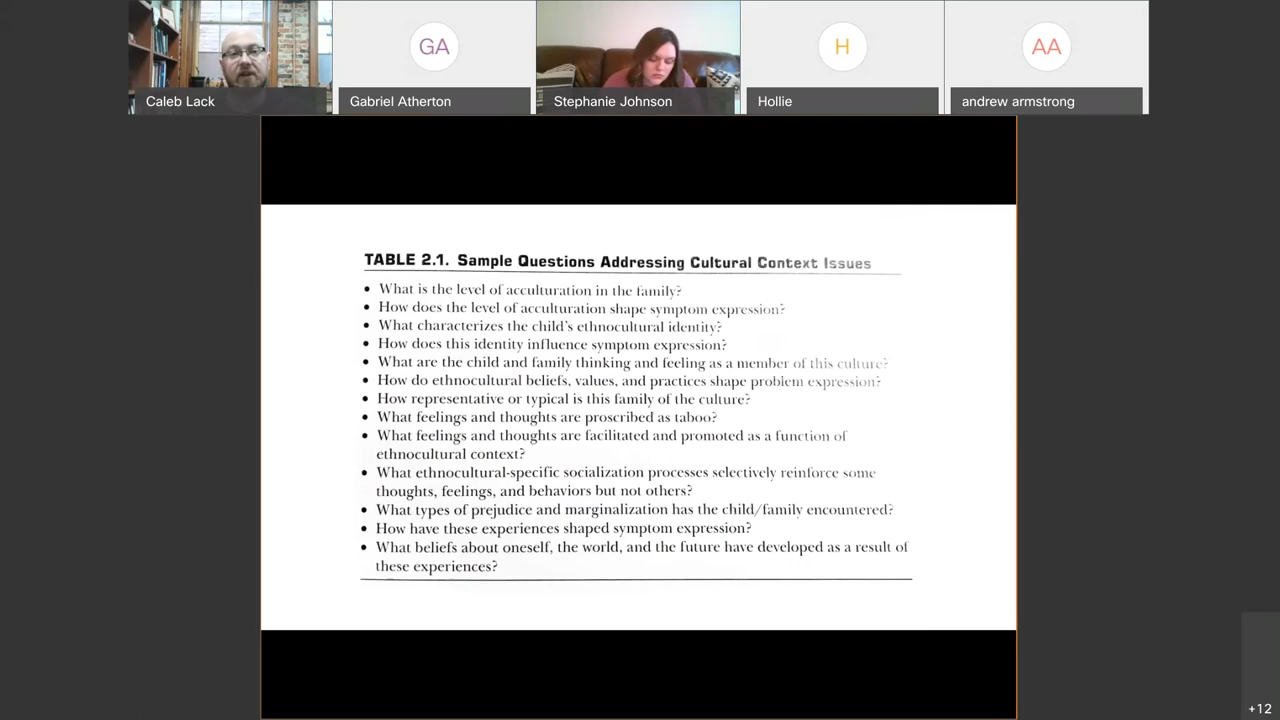 Caleb Lack
GA
Gabriel Atherton
Stephanie Johnson
H
Hollie
AA
andrew armstrong
TABLE 2.1. Sample Questions Addressing Cultural Context Issues
• What is the level of acculturation in the family?
• How does the level of acculturation shape symptom expression?
• What characterizes the child's ethnocultural identity?
• How does this identity influence symptom expression?
• What are the child and family thinking and feeling as a member of this culture?
• How do ethnocultural beliefs, values, and practices shape problem expression?
• How representative or typical is this family of the culture?
• What feelings and thoughts are proscribed as taboo?
• What feelings and thoughts are facilitated and promoted as a function of
ethnocultural context?
• What ethnocultural-specific socialization processes selectively reinforce some
thoughts, feelings, and behaviors but not others?
• What types of prejudice and marginalization has the child/family encountered?
• How have these experiences shaped symptom expression?
• What beliefs about oneself, the world, and the future have developed as a result of
these experiences?
+12